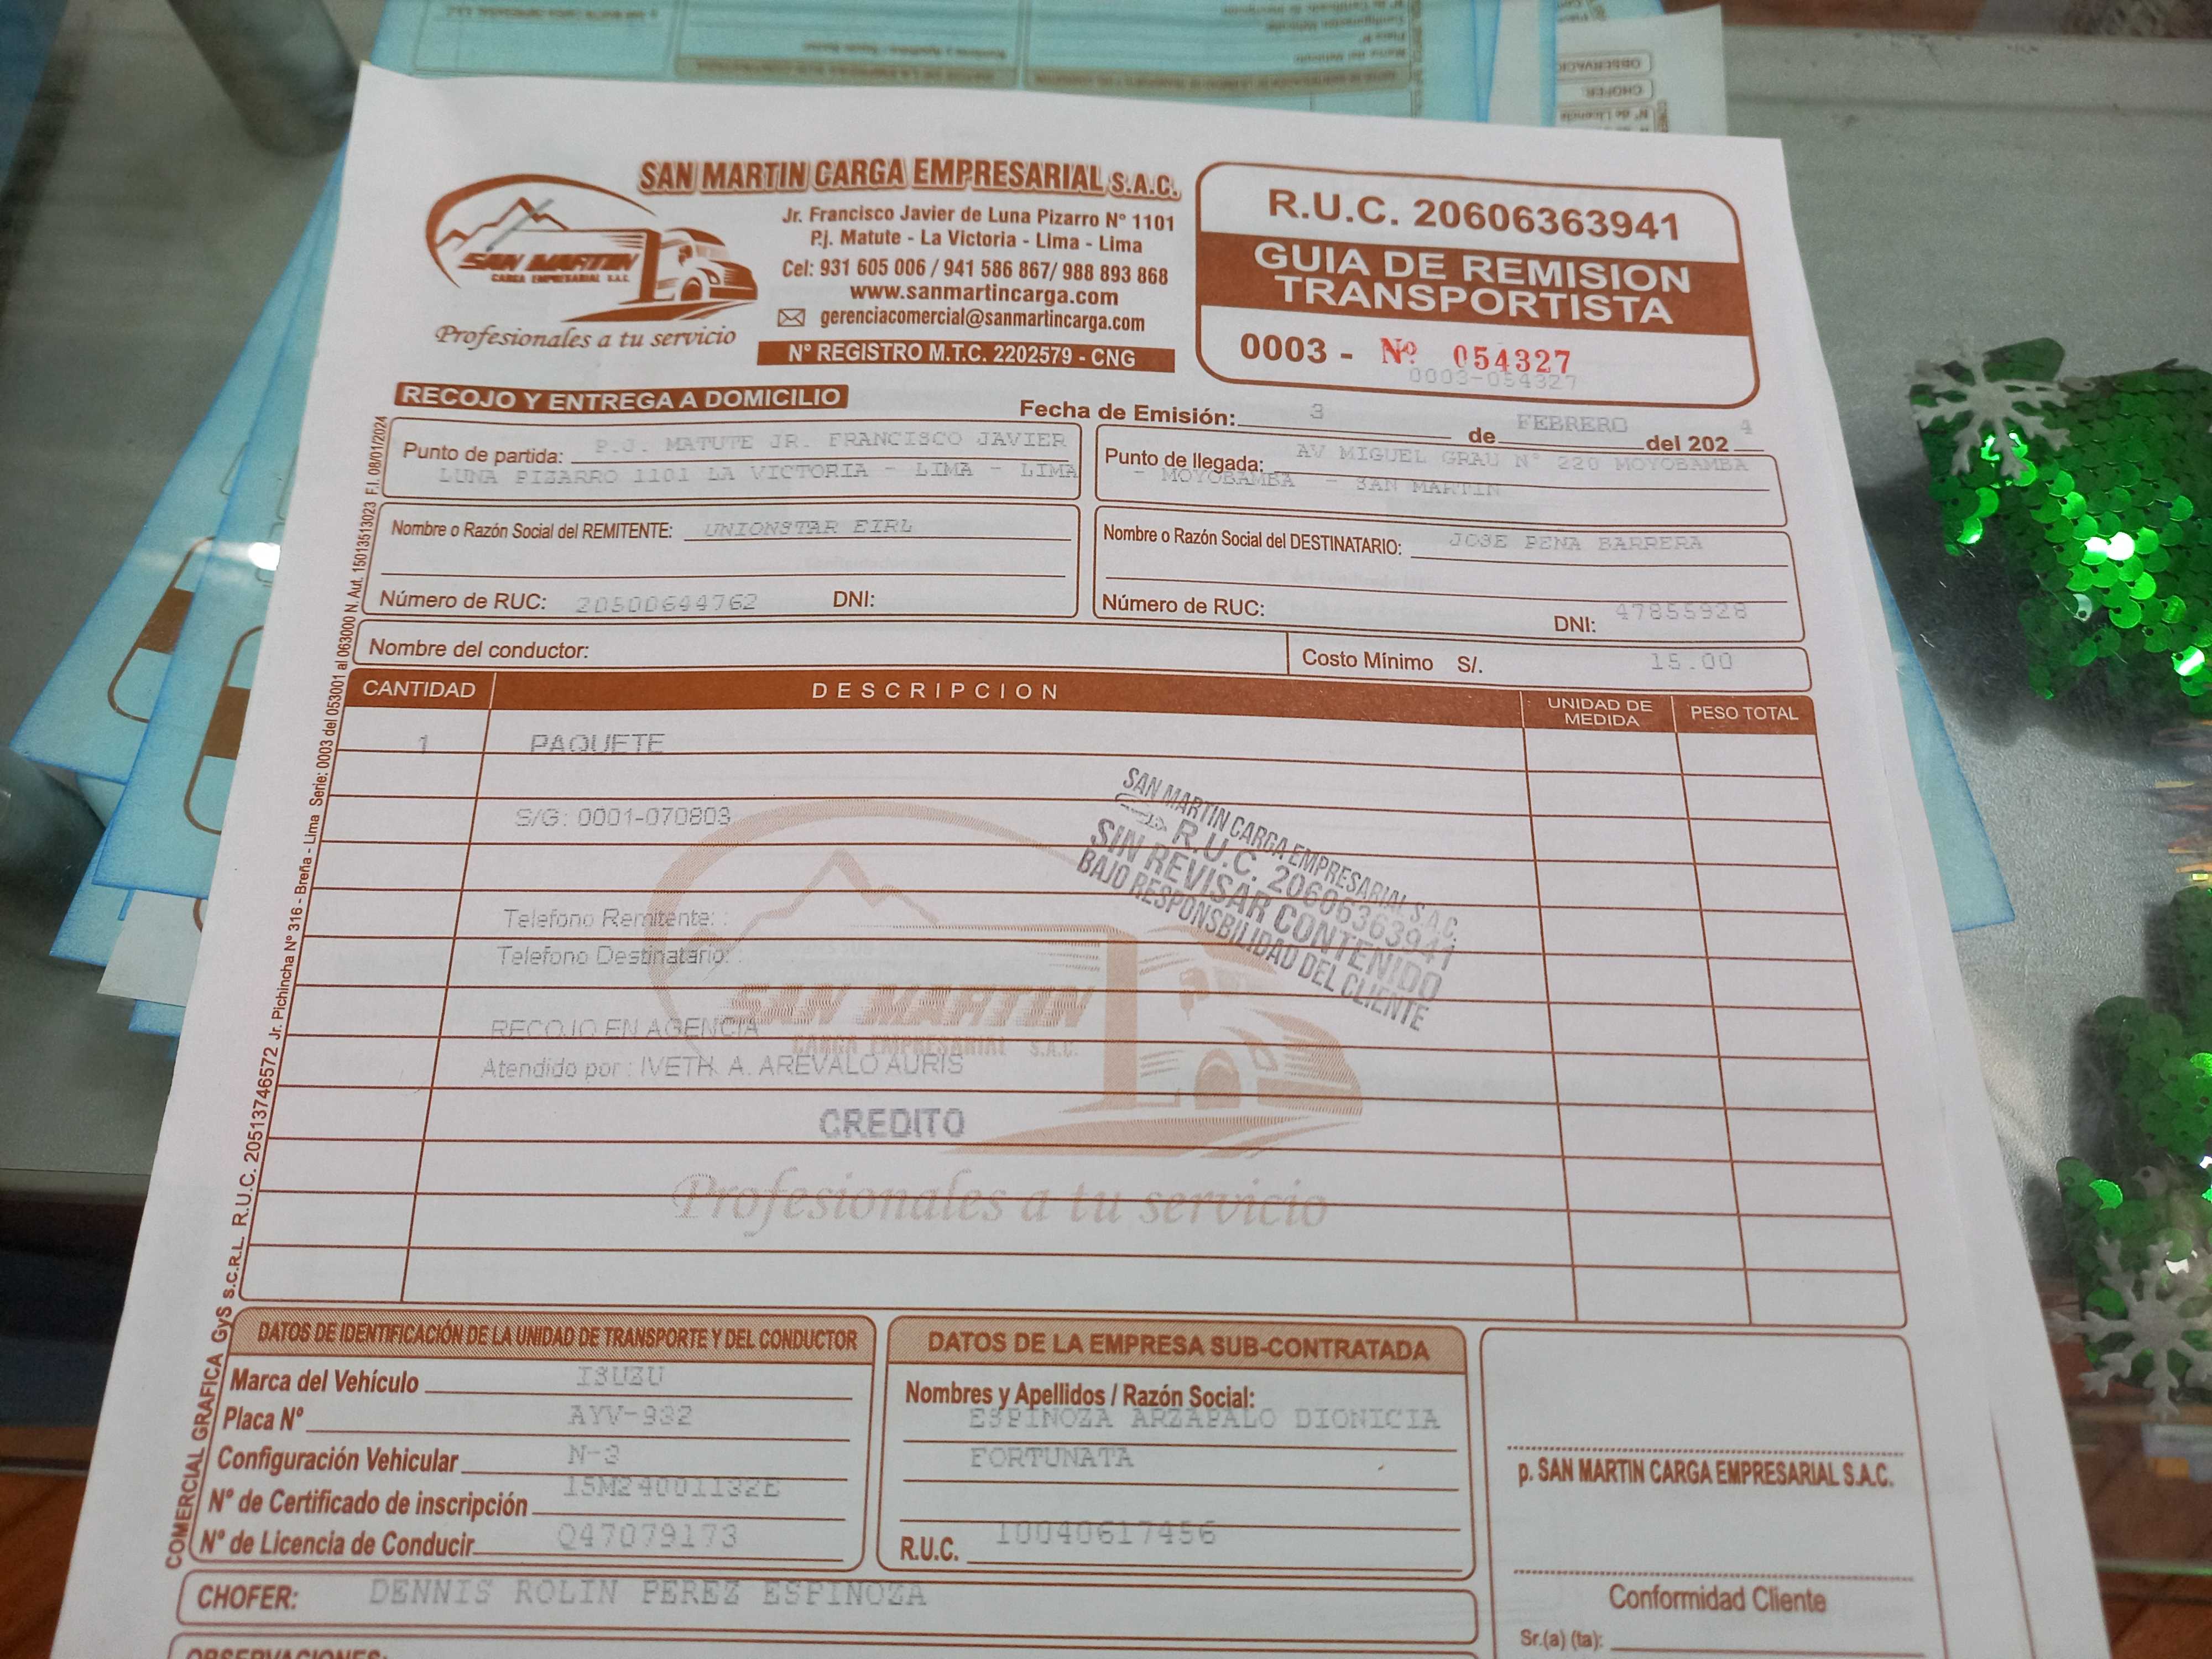 SAN MARTIN CARGA EMPRESARIAL S.A.C.
Jr. Francisco Javier de Luna Pizarro N° 1101
P.j. Matute - La Victoria - Lima - Lima
Cel: 931 605 006 / 941 586 867/ 988 893 868
www.sanmartincarga.com
gerenciacomercial@sanmartincarga.com
N° REGISTRO M.T.C. 2202579 - CNG
SAN MARTIN
CARGA EMPRESARIAL S.A.C.
Profesionales a tu servicio
R.U.C. 20606363941
GUIA DE REMISION
TRANSPORTISTA
0003 - Nº 054327
0003-054327
RECOJO Y ENTREGA A DOMICILIO
Fecha de Emisión: 3 de FEBRERO del 202 4
Punto de partida: P.J. MATUTE JR. FRANCISCO JAVIER
LUNA PIZARRO 1101 LA VICTORIA - LIMA - LIMA
Punto de llegada: AV MIGUEL GRAU N° 220 MOYOBAMBA
- MOYOBAMBA - SAN MARTIN
Nombre o Razón Social del REMITENTE: UNIONSTAR EIRL
Número de RUC: 20500644762 DNI:
Nombre o Razón Social del DESTINATARIO: JOSE PENA BARRERA
Número de RUC: DNI: 47855928
Nombre del conductor:
Costo Mínimo S/. 15.00
CANTIDAD DESCRIPCION UNIDAD DE MEDIDA PESO TOTAL
1 PAQUETE
S/G: 0001-070803
SAN MARTIN CARGA EMPRESARIAL S.A.C.
R.U.C. 20606363941
SIN REVISAR CONTENIDO
BAJO RESPONSBILIDAD DEL CLIENTE
Telefono Remitente: :
Telefono Destinatario: :
SAN MARTIN
CARGA EMPRESARIAL S.A.C.
RECOJO EN AGENCIA
Atendido por : IVETH. A. AREVALO AURIS
CREDITO
Profesionales a tu servicio
COMERCIAL GRAFICA GyS s.c.R.L. R.U.C. 20513746572 Jr. Pichincha Nº 316 - Breña - Lima Serie: 0003 del 053001 al 063000 N. Aut. 1501351302​3 F.I. 08/01/2024
DATOS DE IDENTIFICACIÓN DE LA UNIDAD DE TRANSPORTE Y DEL CONDUCTOR
Marca del Vehículo ISUZU
Placa N° AYV-932
Configuración Vehicular N-3
N° de Certificado de inscripción 15M24001132E
N° de Licencia de Conducir Q47079173
DATOS DE LA EMPRESA SUB-CONTRATADA
Nombres y Apellidos / Razón Social:
ESPINOZA ARZAPALO DIONICIA
FORTUNATA
R.U.C. 10040617456
p. SAN MARTIN CARGA EMPRESARIAL S.A.C.
Conformidad Cliente
Sr.(a) (ta):
CHOFER: DENNIS ROLIN PEREZ ESPINOZA
OBSERVACIONES: